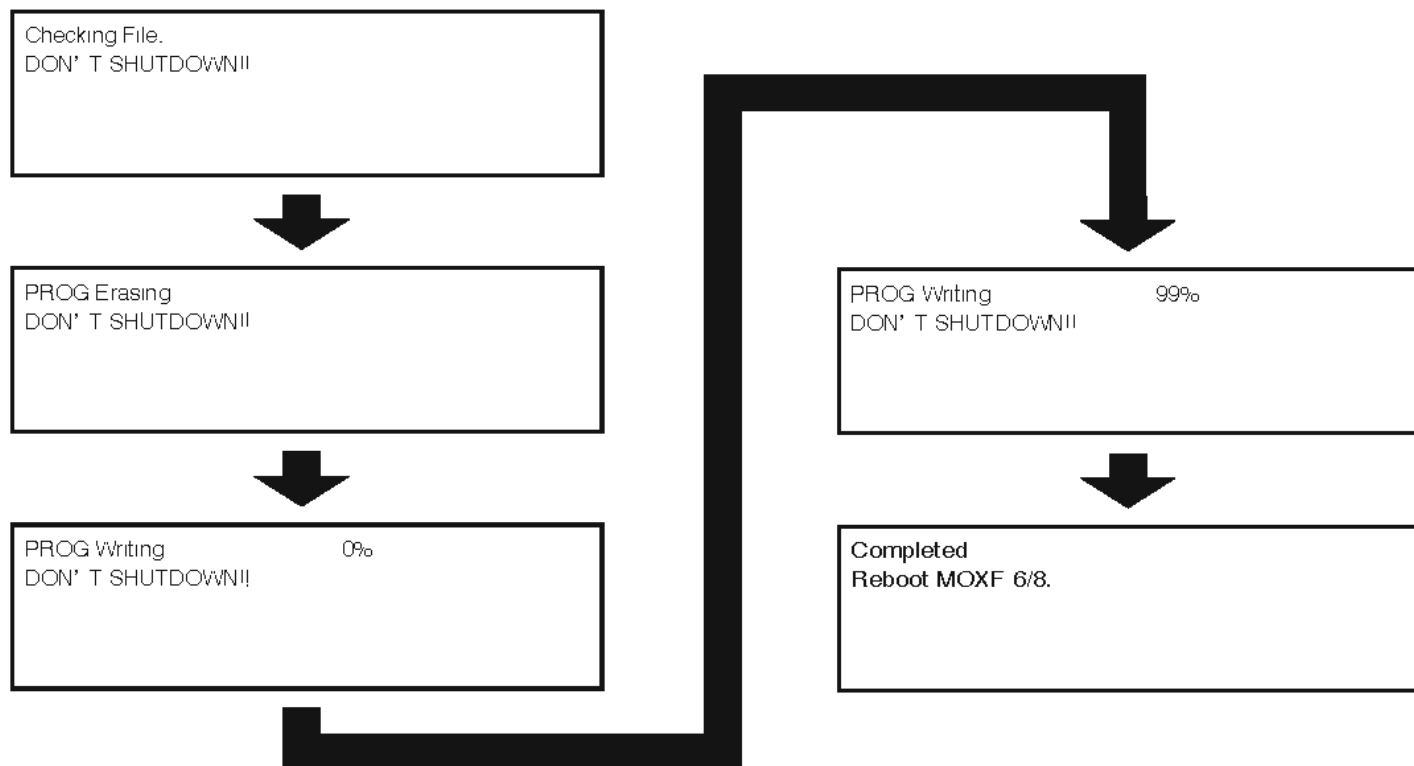 Checking File.
DON' T SHUTDOWN!!
PROG Erasing
DON' T SHUTDOWN!!
PROG Writing 0%
DON' T SHUTDOWN!!
PROG Writing 99%
DON' T SHUTDOWN!!
Completed
Reboot MOXF 6/8.